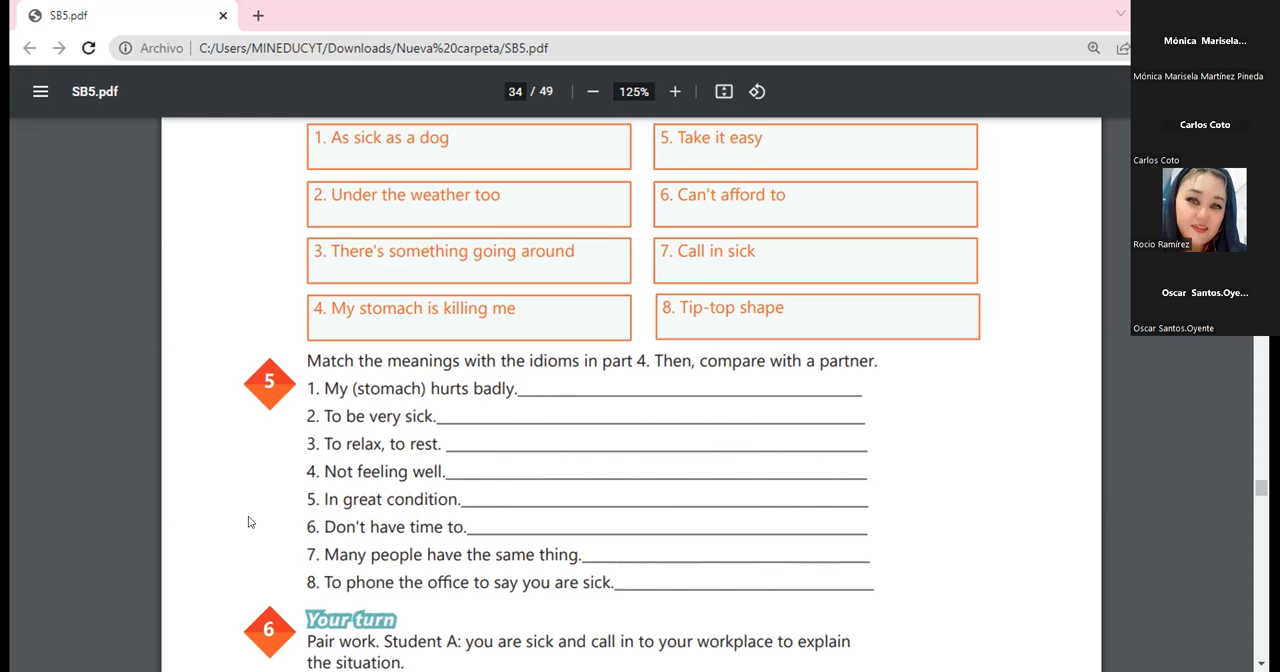 SB5.pdf
Archivo
C:/Users/MINEDUCYT/Downloads/Nueva%20carpeta/SB5.pdf
SB5.pdf
34 / 49
125%
1. As sick as a dog
5. Take it easy
2. Under the weather too
6. Can't afford to
3. There's something going around
7. Call in sick
4. My stomach is killing me
8. Tip-top shape
5
Match the meanings with the idioms in part 4. Then, compare with a partner.
1. My (stomach) hurts badly.
2. To be very sick.
3. To relax, to rest.
4. Not feeling well.
5. In great condition.
6. Don't have time to.
7. Many people have the same thing.
8. To phone the office to say you are sick.
6
Your turn
Pair work. Student A: you are sick and call in to your workplace to explain
the situation.
Mónica Marisela...
Mónica Marisela Martínez Pineda
Carlos Coto
Carlos Coto
Rocio Ramírez
Oscar Santos.Oye...
Oscar Santos.Oyente